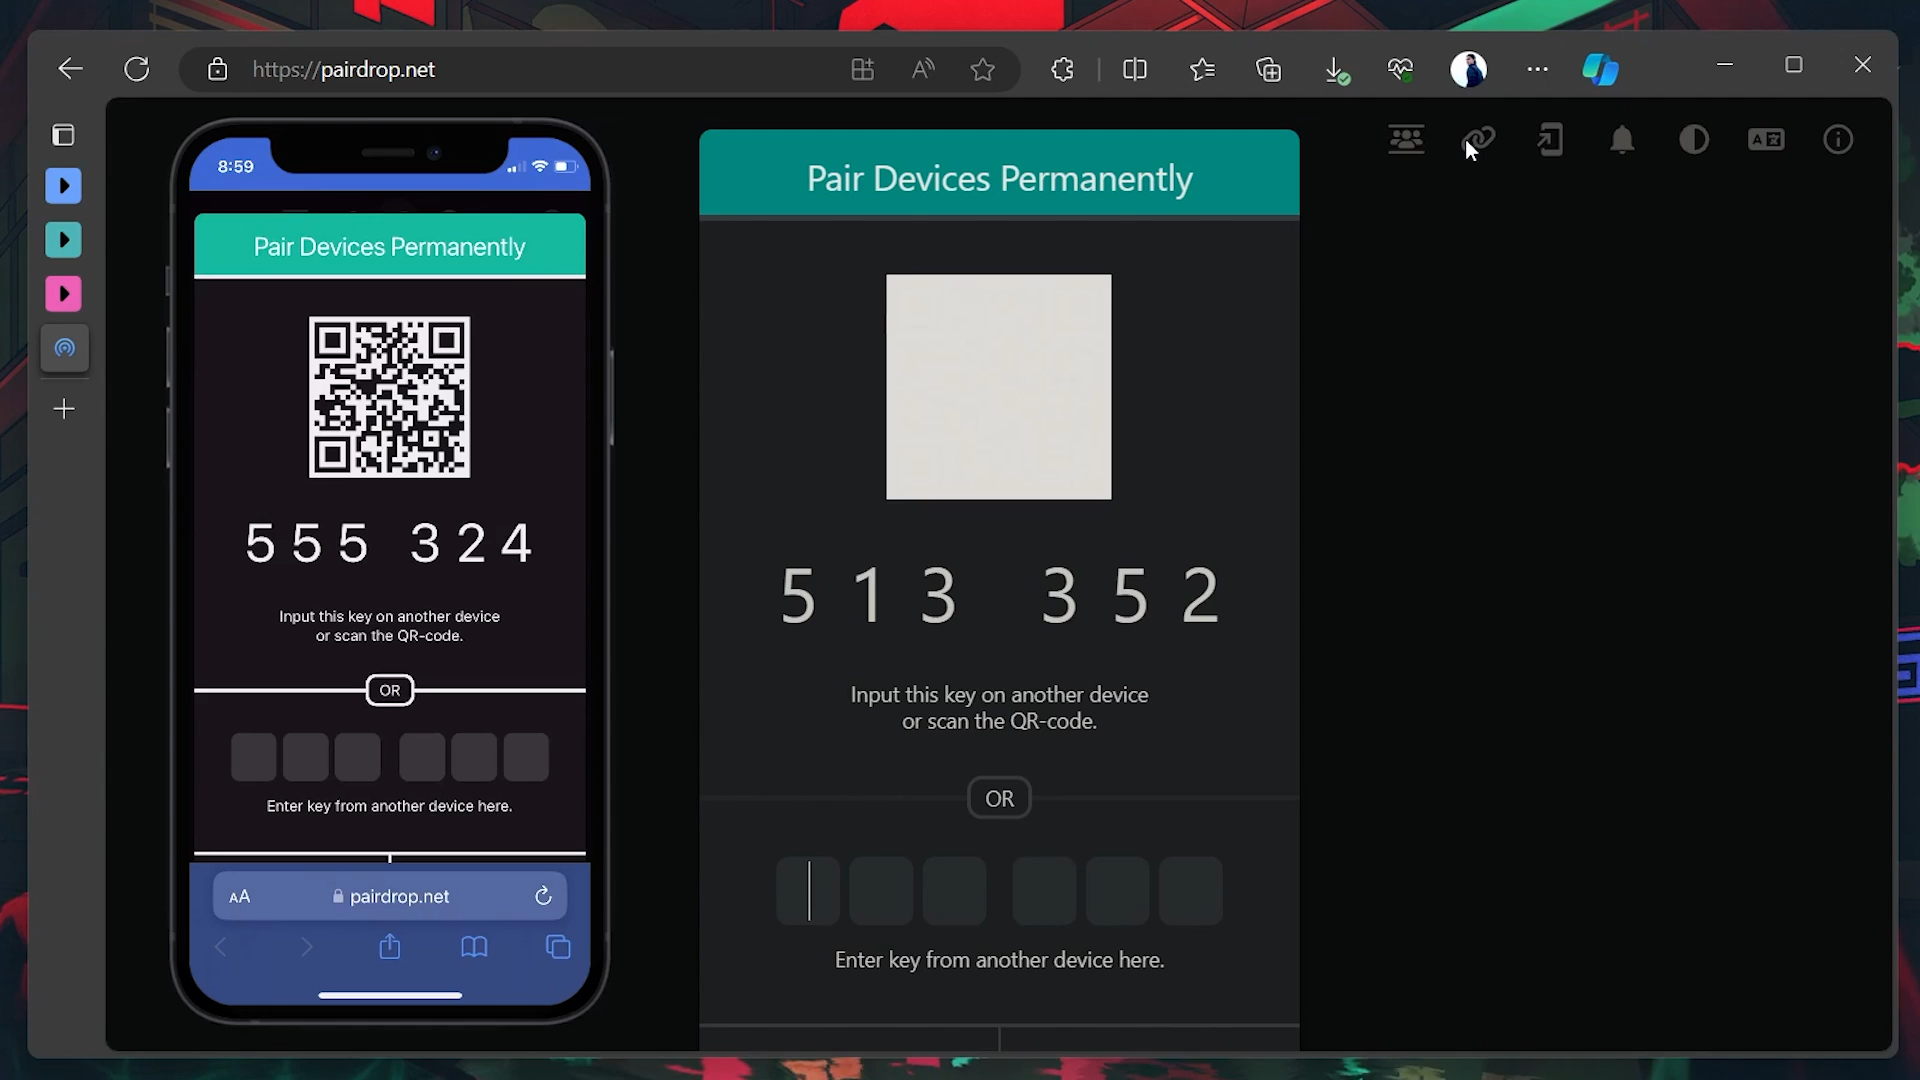 https://pairdrop.net
8:59
Pair Devices Permanently
555 324
Input this key on another device
or scan the QR-code.
OR
Enter key from another device here.
AA
pairdrop.net
Pair Devices Permanently
513 352
Input this key on another device
or scan the QR-code.
OR
Enter key from another device here.